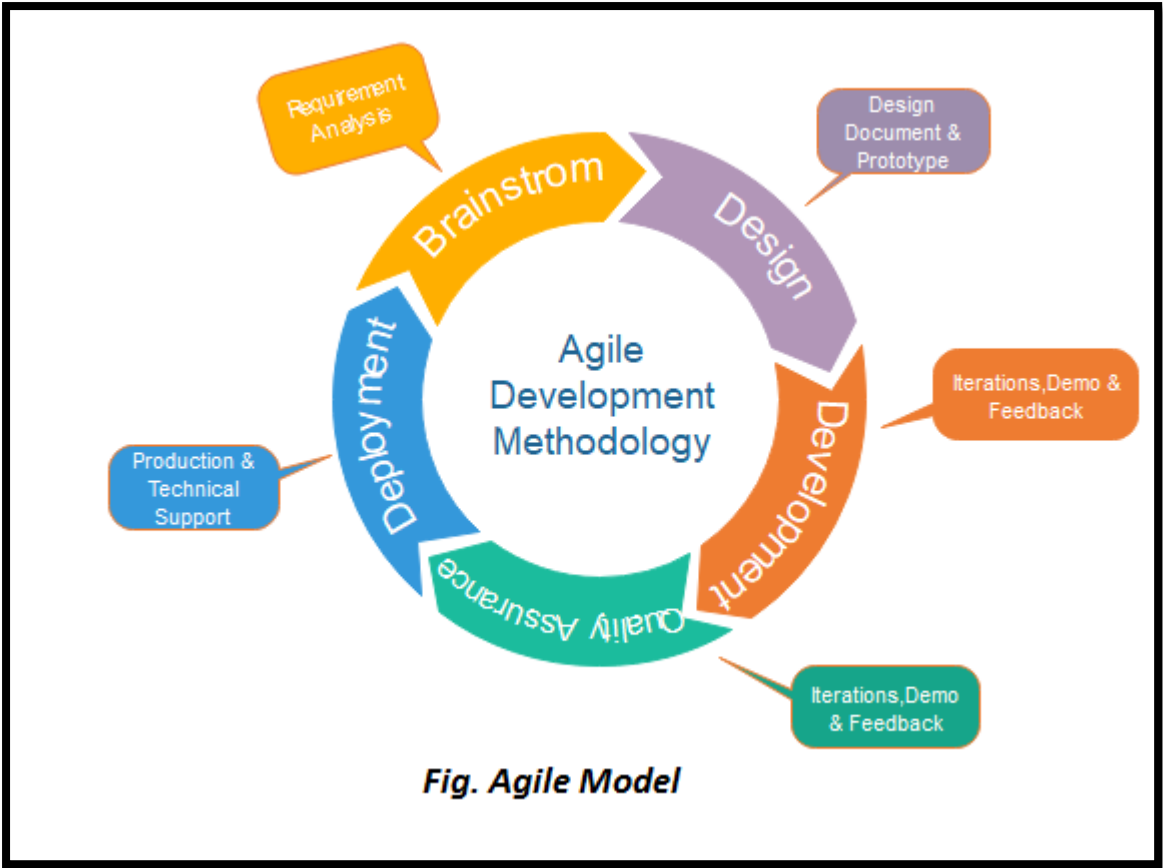 Requirement
Analysis
Brainstrom
Design
Document &
Prototype
Design
Iterations,Demo &
Feedback
Development
Iterations,Demo
& Feedback
Quality Assurance
Production &
Technical
Support
Deployment
Agile
Development
Methodology
Fig. Agile Model